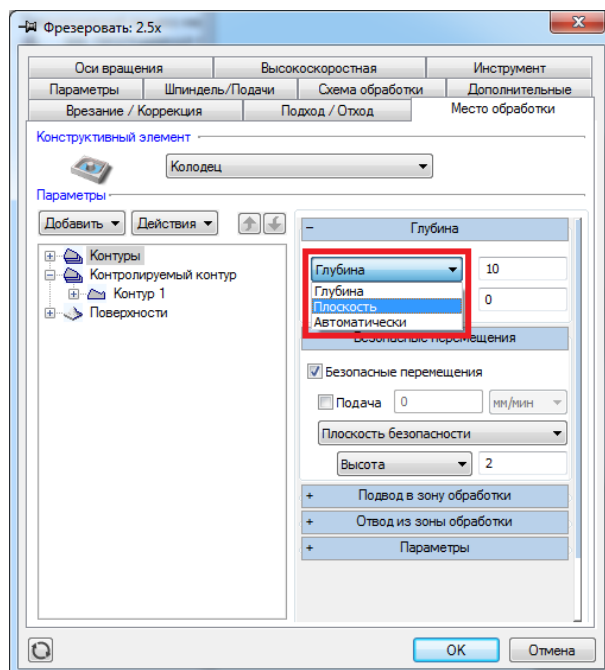 Фрезеровать: 2.5x
Оси вращения Высокоскоростная Инструмент
Параметры Шпиндель/Подачи Схема обработки Дополнительные
Врезание / Коррекция Подход / Отход Место обработки
Конструктивный элемент
Колодец
Параметры
Добавить Действия
Контуры
Контролируемый контур
Контур 1
Поверхности
Глубина
Глубина 10
Глубина 0
Плоскость
Автоматически
Безопасные перемещения
Безопасные перемещения
Подача 0 мм/мин
Плоскость безопасности
Высота 2
Подвод в зону обработки
Отвод из зоны обработки
Параметры
OK Отмена